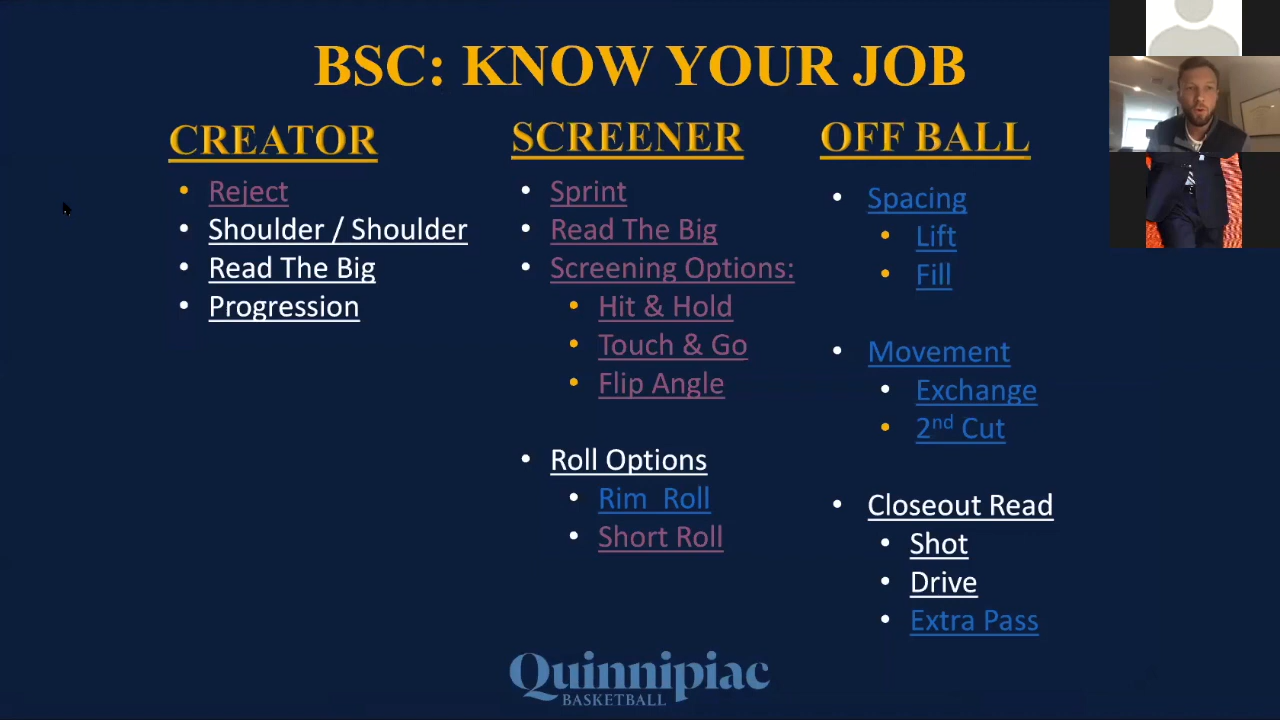 BSC: KNOW YOUR JOB
CREATOR
Reject
Shoulder / Shoulder
Read The Big
Progression
SCREENER
Sprint
Read The Big
Screening Options:
Hit & Hold
Touch & Go
Flip Angle
Roll Options
Rim Roll
Short Roll
OFF BALL
Spacing
Lift
Fill
Movement
Exchange
2nd Cut
Closeout Read
Shot
Drive
Extra Pass
Quinnipiac
BASKETBALL